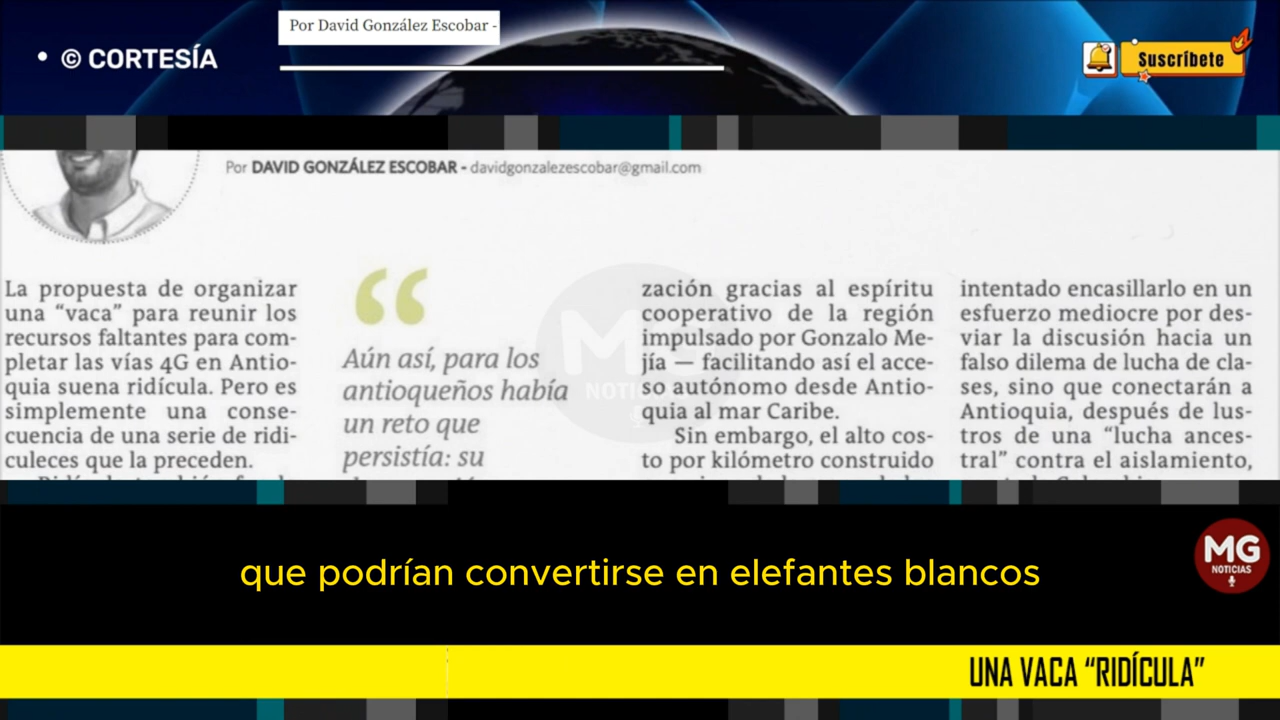 Por David González Escobar -
• © CORTESÍA
Suscríbete
Por DAVID GONZÁLEZ ESCOBAR - davidgonzalezescobar@gmail.com
La propuesta de organizar
una “vaca” para reunir los
recursos faltantes para com-
pletar las vías 4G en Antio-
quia suena ridícula. Pero es
simplemente una conse-
cuencia de una serie de ridi-
culeces que la preceden.
“
Aún así, para los
antioqueños había
un reto que
persistía: su
zación gracias al espíritu
cooperativo de la región
impulsado por Gonzalo Me-
jía — facilitando así el acce-
so autónomo desde Antio-
quia al mar Caribe.
Sin embargo, el alto cos-
to por kilómetro construido
intentado encasillarlo en un
esfuerzo mediocre por des-
viar la discusión hacia un
falso dilema de lucha de cla-
ses, sino que conectarán a
Antioquia, después de lus-
tros de una “lucha ances-
tral” contra el aislamiento,
MG
NOTICIAS
que podrían convertirse en elefantes blancos
MG
NOTICIAS
UNA VACA “RIDÍCULA”